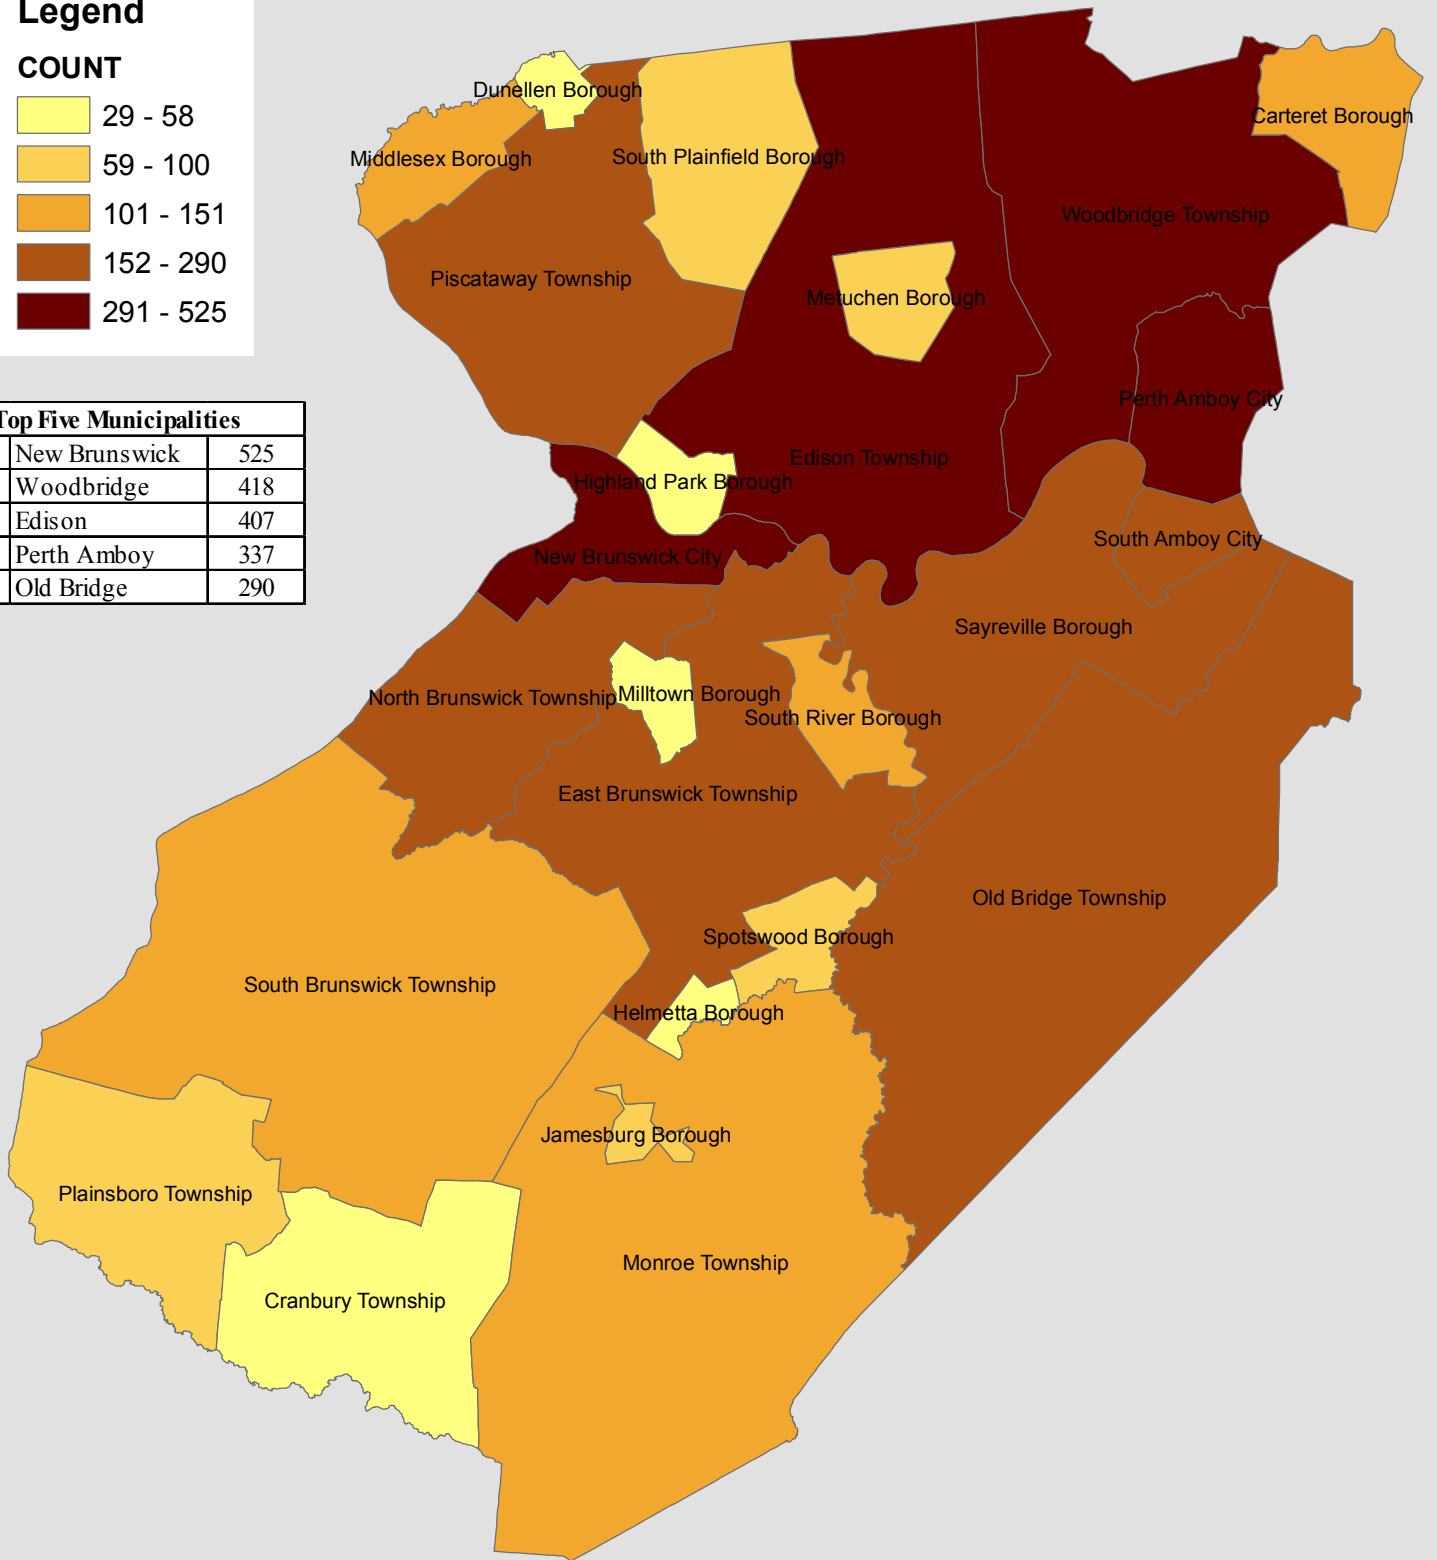 Legend
COUNT
29 - 58
59 - 100
101 - 151
152 - 290
291 - 525
Top Five Municipalities
New Brunswick 525
Woodbridge 418
Edison 407
Perth Amboy 337
Old Bridge 290
Dunellen Borough
Carteret Borough
Middlesex Borough
South Plainfield Borough
Woodbridge Township
Piscataway Township
Metuchen Borough
Perth Amboy City
Edison Township
Highland Park Borough
South Amboy City
New Brunswick City
Sayreville Borough
North Brunswick Township
Milltown Borough
South River Borough
East Brunswick Township
Old Bridge Township
Spotswood Borough
South Brunswick Township
Helmetta Borough
Jamesburg Borough
Plainsboro Township
Monroe Township
Cranbury Township